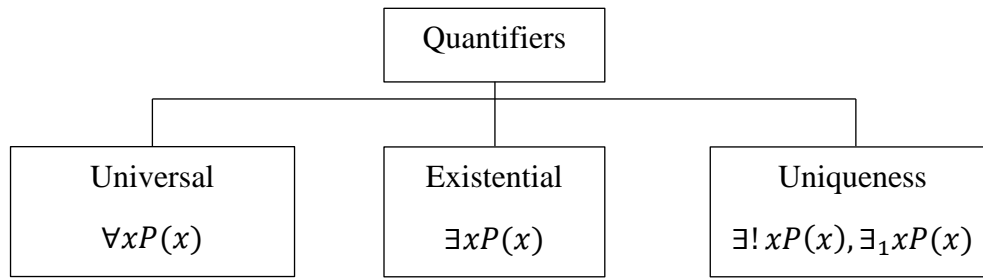 Quantifiers
Universal
∀xP(x)
Existential
∃xP(x)
Uniqueness
∃! xP(x), ∃₁xP(x)